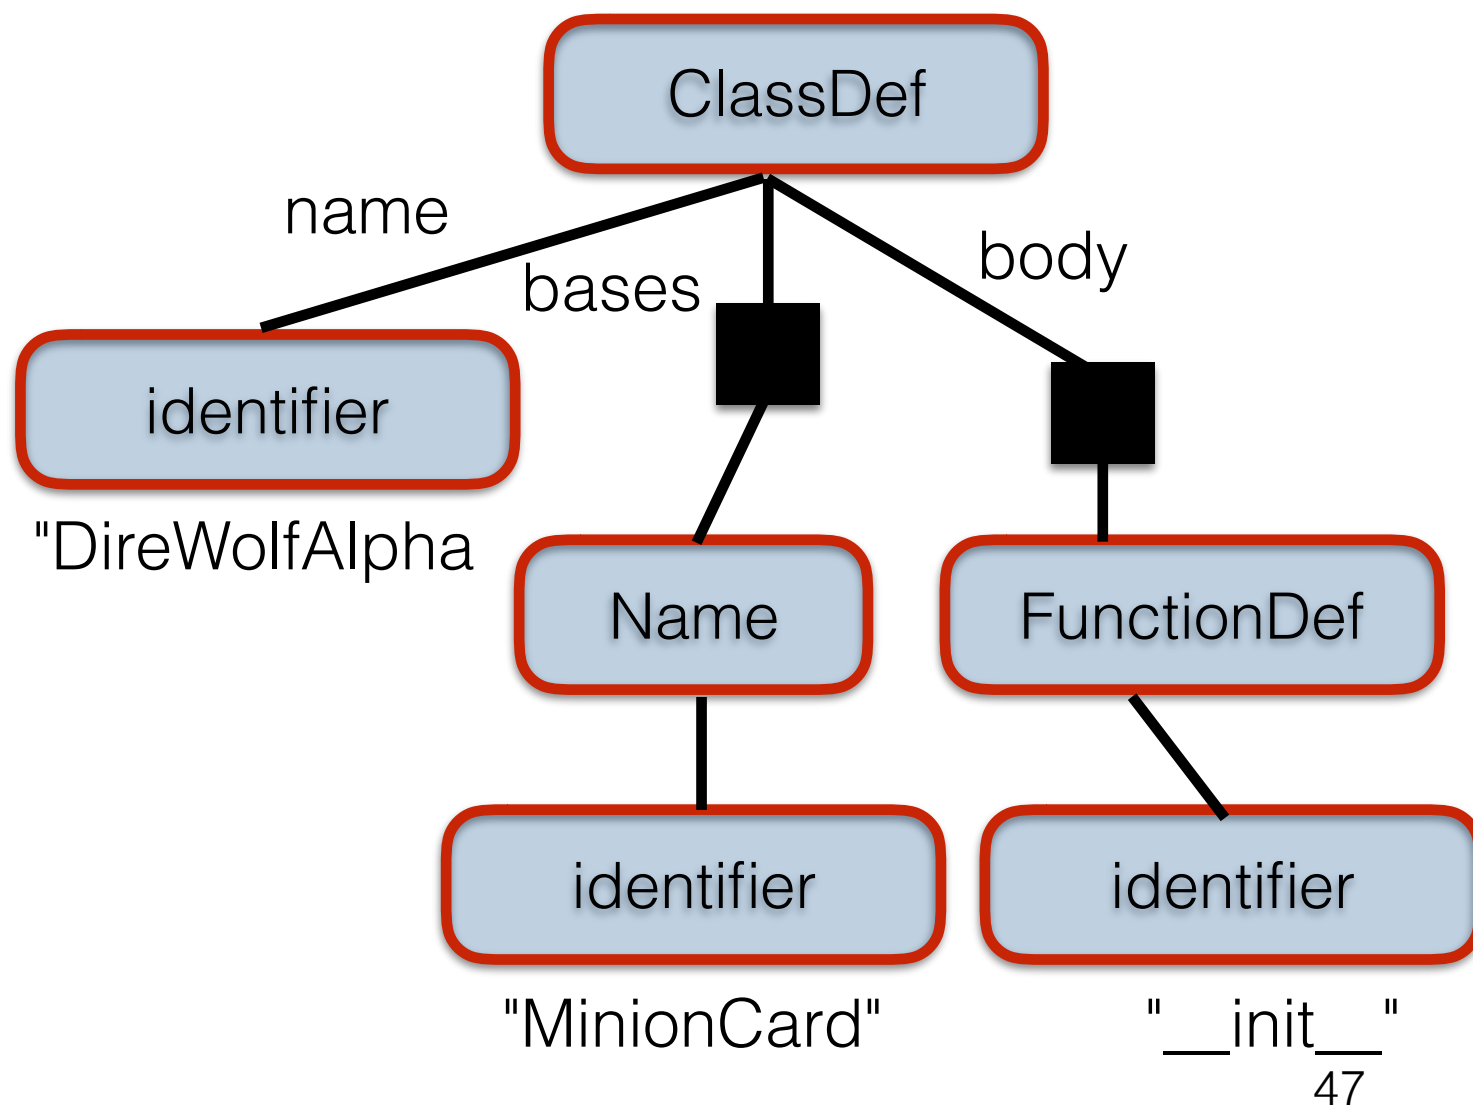 ClassDef
name
bases
body
identifier
"DireWolfAlpha
Name
FunctionDef
identifier
identifier
"MinionCard"
"__init__"
47